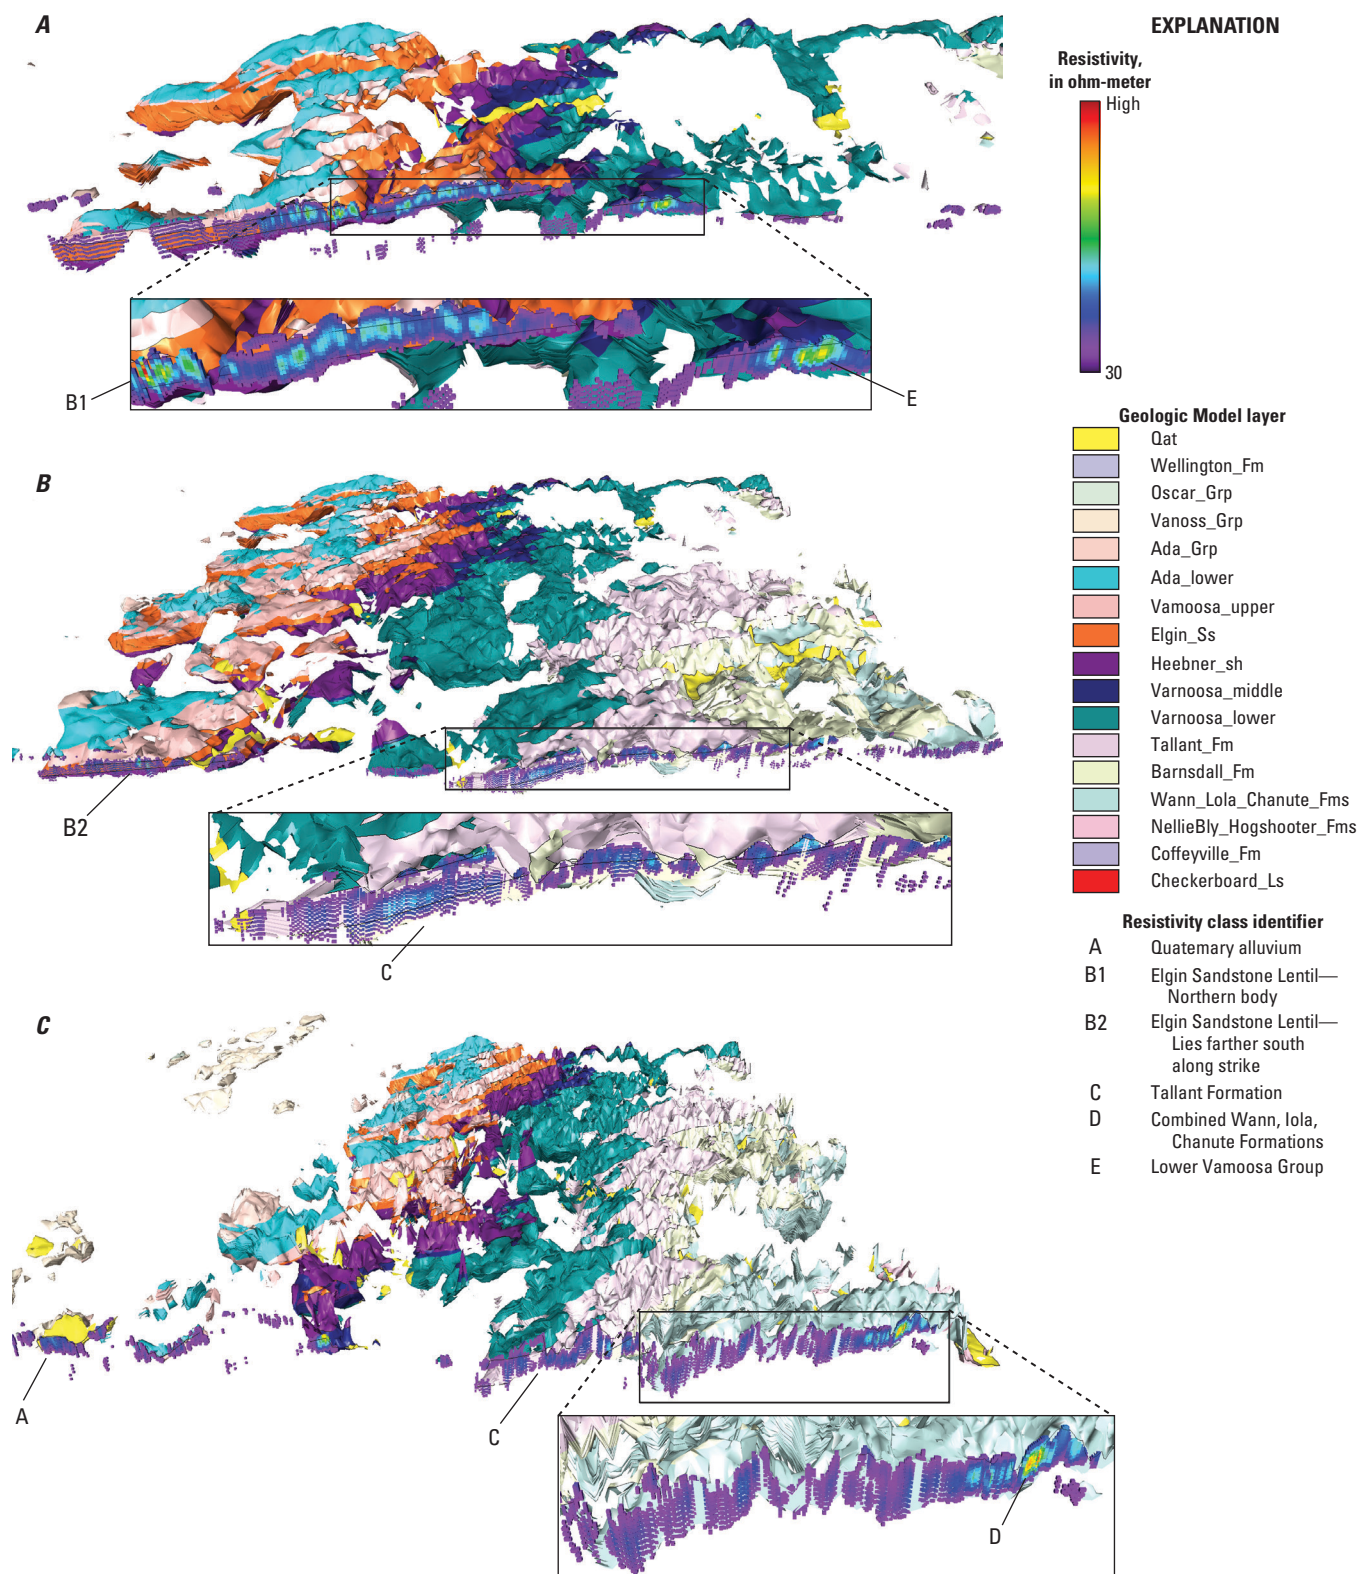 A
B1
E
B
B2
C
C
A
C
D
EXPLANATION
Resistivity,
in ohm-meter
High
30
Geologic Model layer
Qat
Wellington_Fm
Oscar_Grp
Vanoss_Grp
Ada_Grp
Ada_lower
Vamoosa_upper
Elgin_Ss
Heebner_sh
Varnoosa_middle
Varnoosa_lower
Tallant_Fm
Barnsdall_Fm
Wann_Lola_Chanute_Fms
NellieBly_Hogshooter_Fms
Coffeyville_Fm
Checkerboard_Ls
Resistivity class identifier
A Quaternary alluvium
B1 Elgin Sandstone Lentil—
Northern body
B2 Elgin Sandstone Lentil—
Lies farther south
along strike
C Tallant Formation
D Combined Wann, Iola,
Chanute Formations
E Lower Vamoosa Group